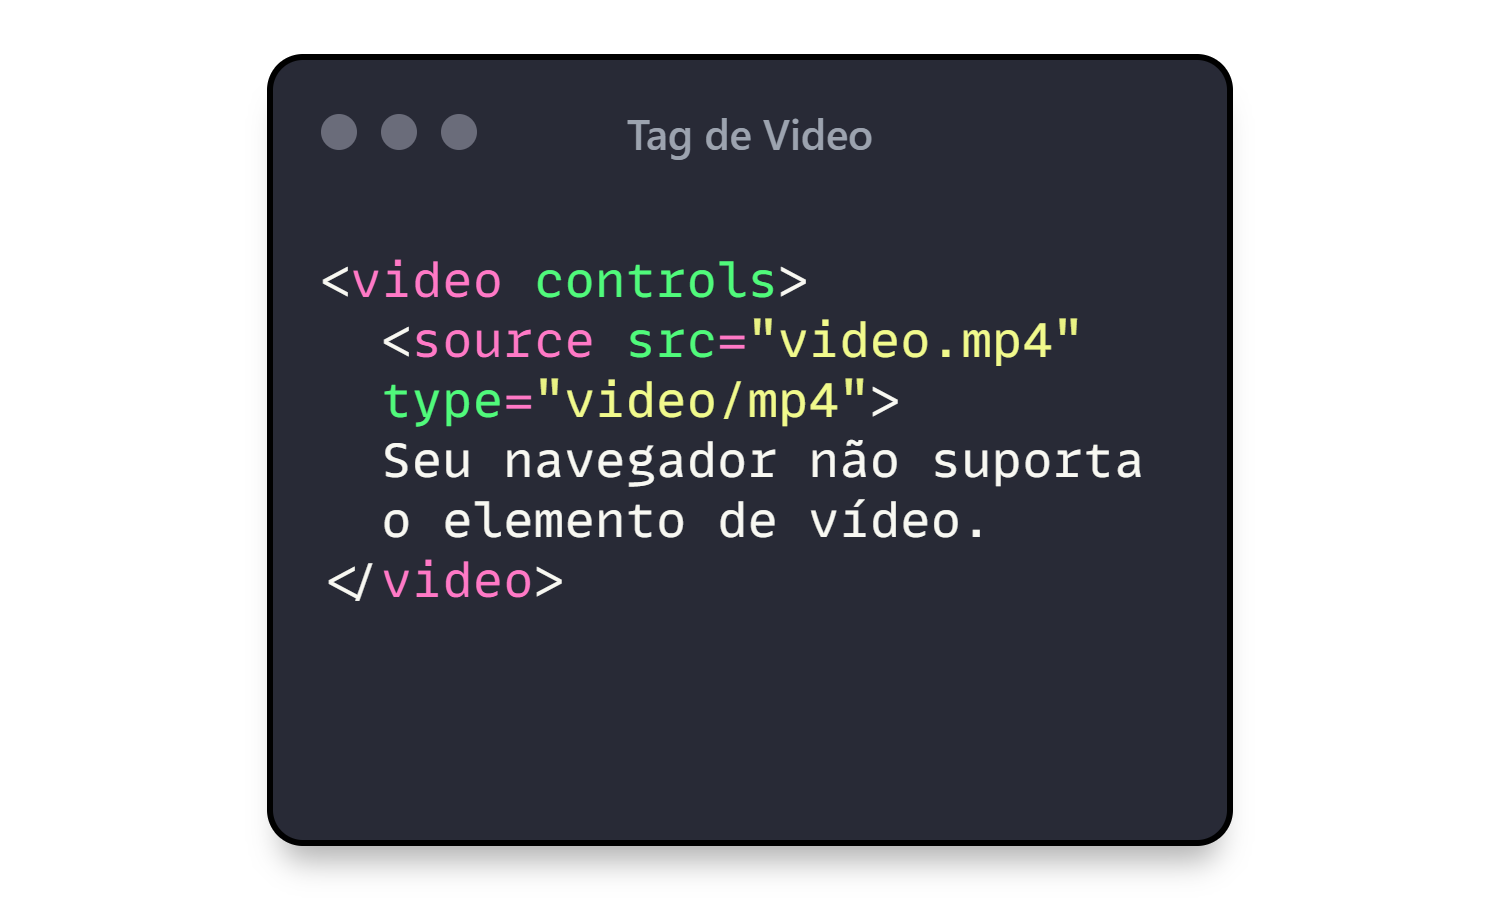 Tag de Video
<video controls>
<source src="video.mp4"
type="video/mp4">
Seu navegador não suporta
o elemento de vídeo.
</video>